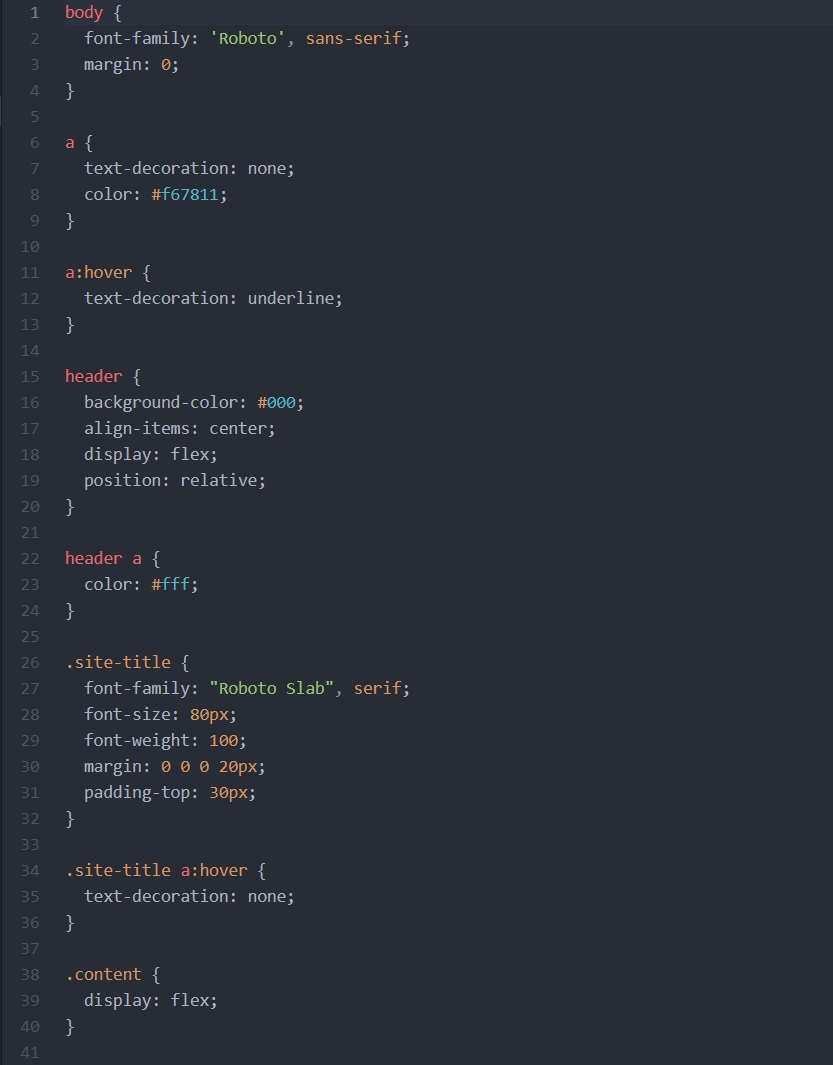 1 body {
2   font-family: 'Roboto', sans-serif;
3   margin: 0;
4 }
5
6 a {
7   text-decoration: none;
8   color: #f67811;
9 }
10
11 a:hover {
12   text-decoration: underline;
13 }
14
15 header {
16   background-color: #000;
17   align-items: center;
18   display: flex;
19   position: relative;
20 }
21
22 header a {
23   color: #fff;
24 }
25
26 .site-title {
27   font-family: "Roboto Slab", serif;
28   font-size: 80px;
29   font-weight: 100;
30   margin: 0 0 0 20px;
31   padding-top: 30px;
32 }
33
34 .site-title a:hover {
35   text-decoration: none;
36 }
37
38 .content {
39   display: flex;
40 }
41